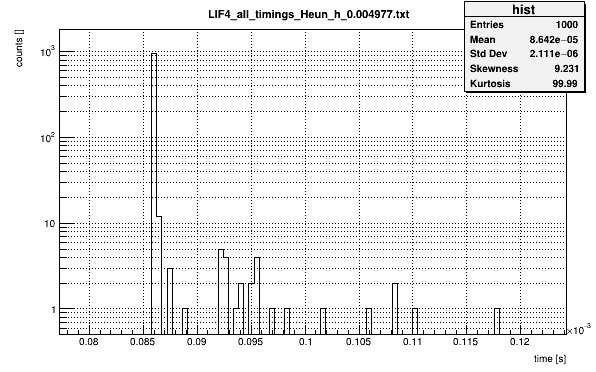 LIF4_all_timings_Heun_h_0.004977.txt
hist
Entries 1000
Mean 8.642e−05
Std Dev 2.111e−06
Skewness 9.231
Kurtosis 99.99
counts []
10³
10²
10
1
0.08 0.085 0.09 0.095 0.1 0.105 0.11 0.115 0.12
×10⁻³
time [s]